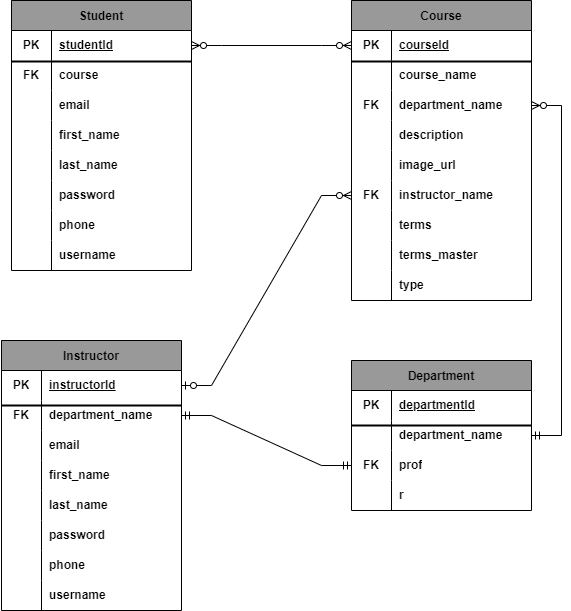 Student
PK studentId
FK course
email
first_name
last_name
password
phone
username
Course
PK courseId
course_name
FK department_name
description
image_url
FK instructor_name
terms
terms_master
type
Instructor
PK instructorId
FK department_name
email
first_name
last_name
password
phone
username
Department
PK departmentId
department_name
FK prof
r